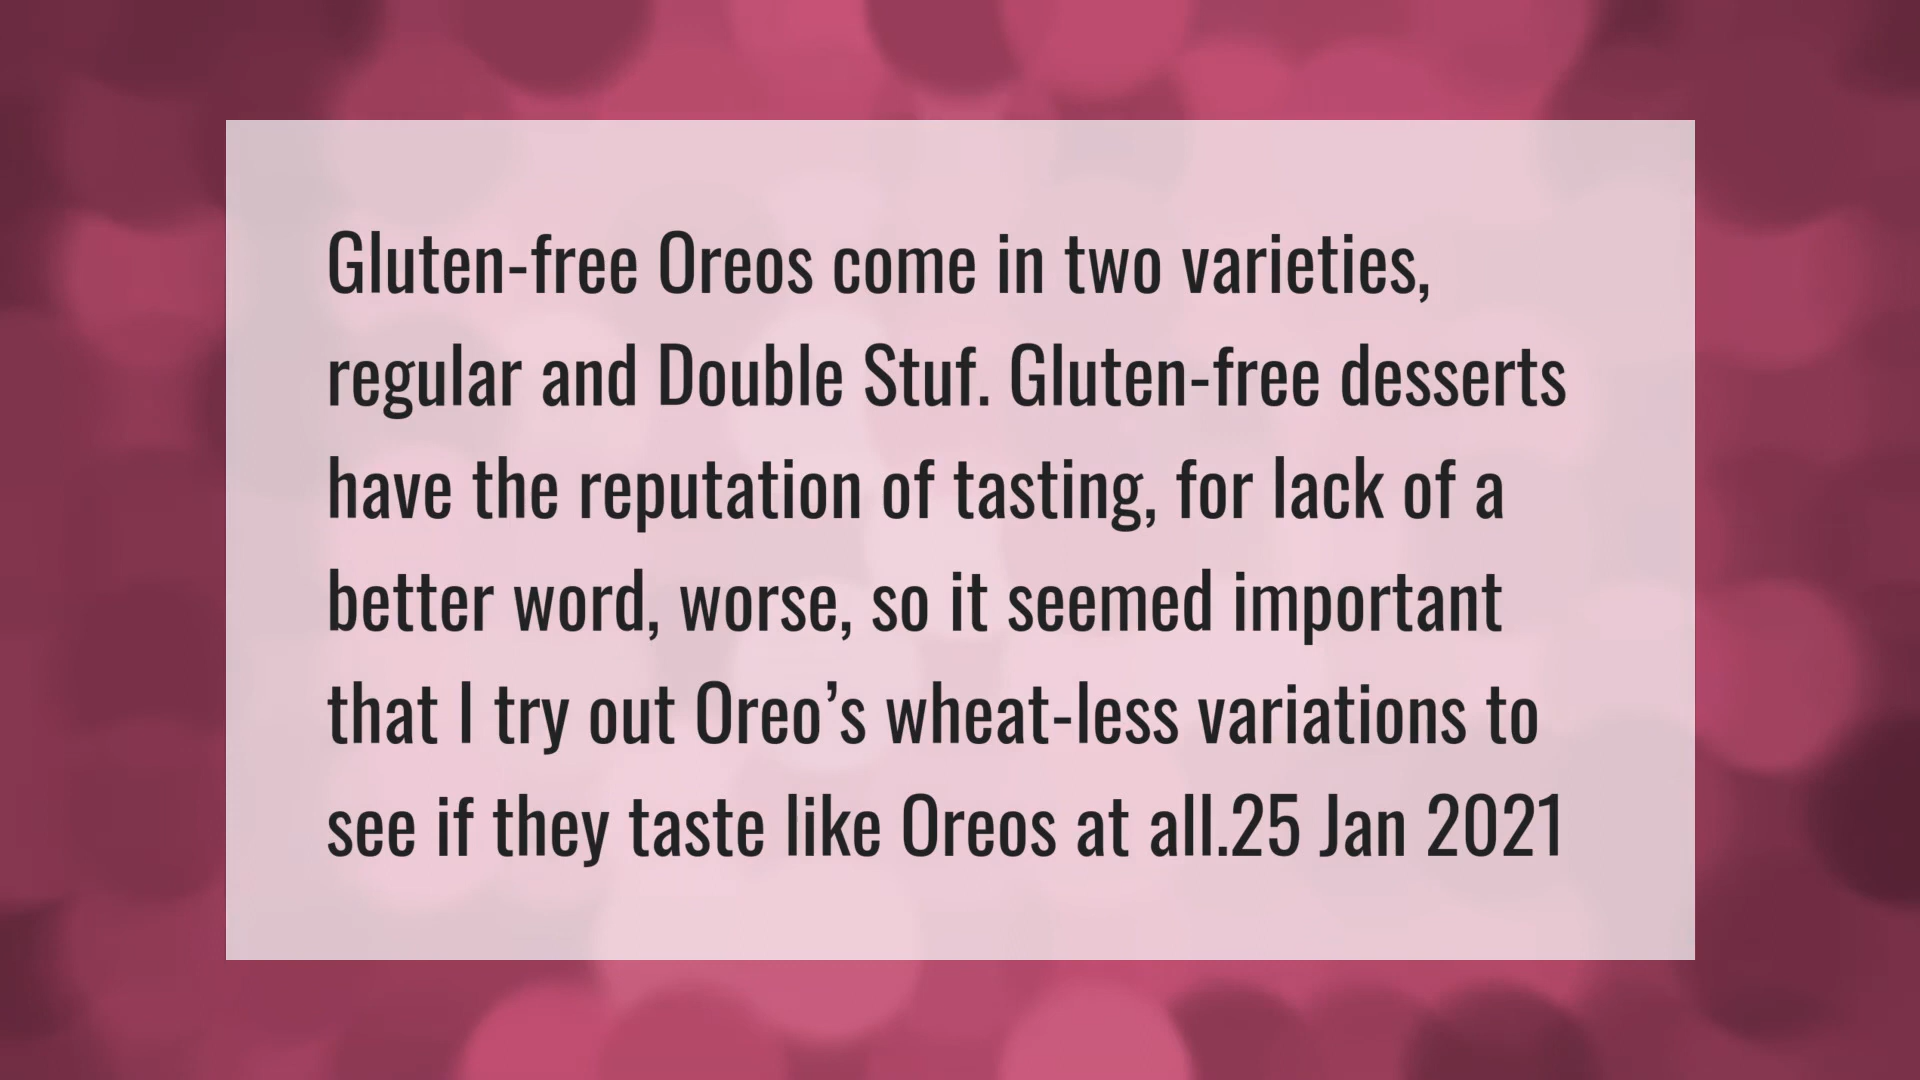 Gluten-free Oreos come in two varieties,
regular and Double Stuf. Gluten-free desserts
have the reputation of tasting, for lack of a
better word, worse, so it seemed important
that I try out Oreo’s wheat-less variations to
see if they taste like Oreos at all.25 Jan 2021